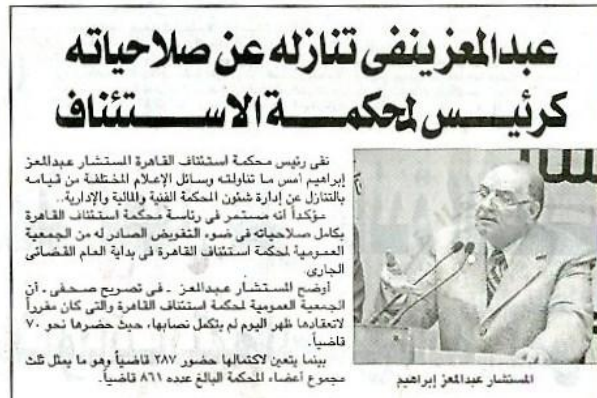 عبدالمعز ينفى تنازله عن صلاحياته
كرئيس لمحكمة الاستئناف
نفى رئيس محكمة استئناف القاهرة المستشار عبدالمعز
إبراهيم أمس ما تناولته وسائل الإعلام المختلفة من قيامه
بالتنازل عن إدارة شئون المحكمة الفنية والمالية والإدارية..
مؤكداً انه مستمر فى رئاسة محكمة استئناف القاهرة
بكامل صلاحياته فى ضوء التفويض الصادر له من الجمعية
العمومية لمحكمة استئناف القاهرة فى بداية العام القضائى
الجارى.
أوضح المستشار عبدالمعز ـ فى تصريح صحفى ـ أن
الجمعية العمومية لمحكمة استئناف القاهرة والتى كان مقرراً
لانعقادها ظهر اليوم لم يتكمل نصابها، حيث حضرها نحو ٧٠
قاضياً.
بينما يتعين لاكتمالها حضور ٢٨٧ قاضياً وهو ما يمثل ثلث
مجموع أعضاء المحكمة البالغ عدده ٨٦١ قاضياً.
المستشار عبدالمعز إبراهيم